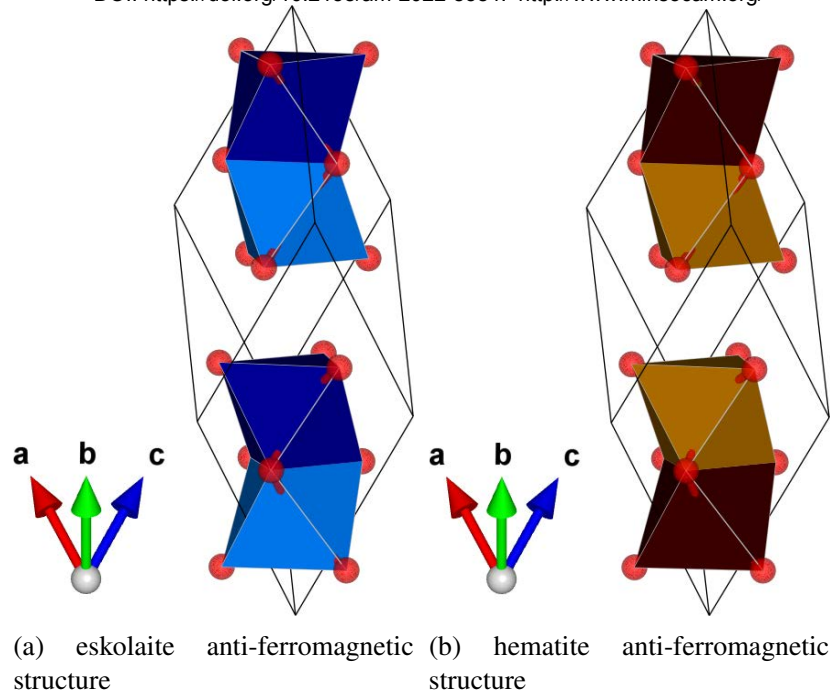 a b c a b c
(a) eskolaite anti-ferromagnetic structure
(b) hematite anti-ferromagnetic structure